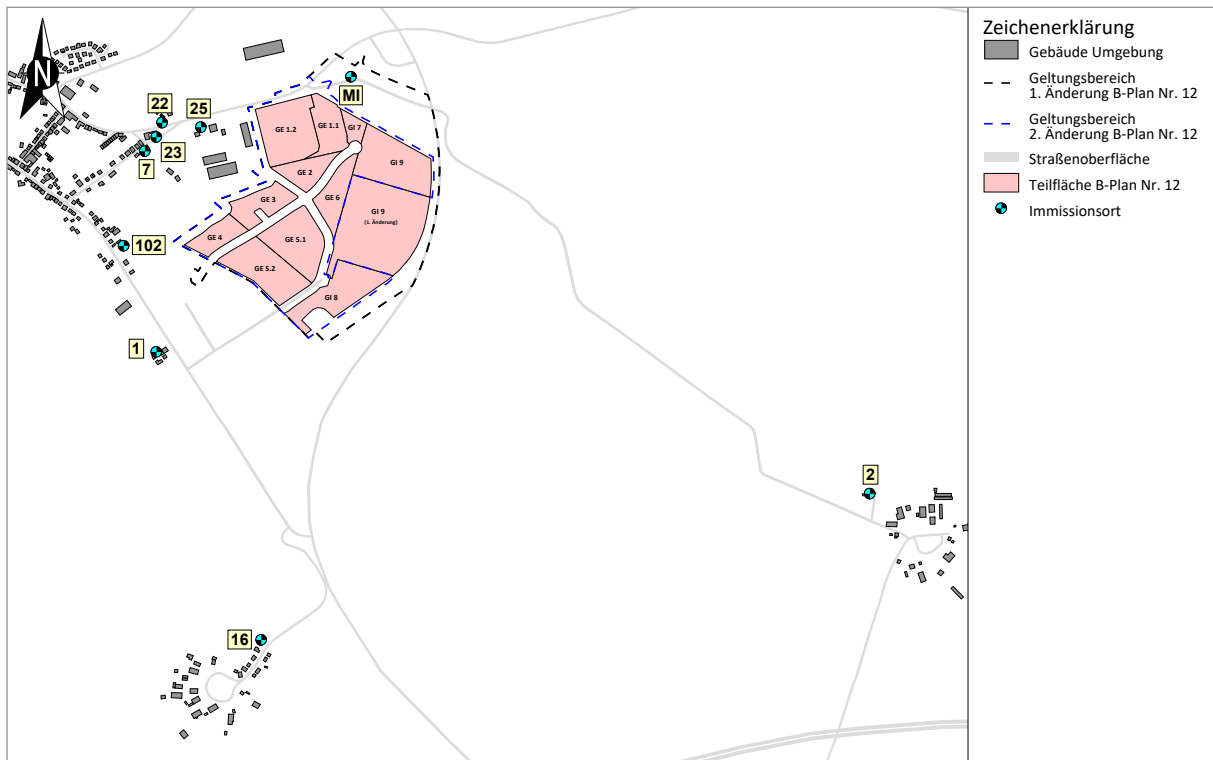 N
22
25
23
7
MI
102
1
2
16
GE 1.2
GE 1.1
GI 7
GE 2
GI 9
GE 3
GE 6
GI 9
(1. Änderung)
GE 4
GE 5.1
GE 5.2
GI 8
Zeichenerklärung
Gebäude Umgebung
Geltungsbereich
1. Änderung B-Plan Nr. 12
Geltungsbereich
2. Änderung B-Plan Nr. 12
Straßenoberfläche
Teilfläche B-Plan Nr. 12
Immissionsort